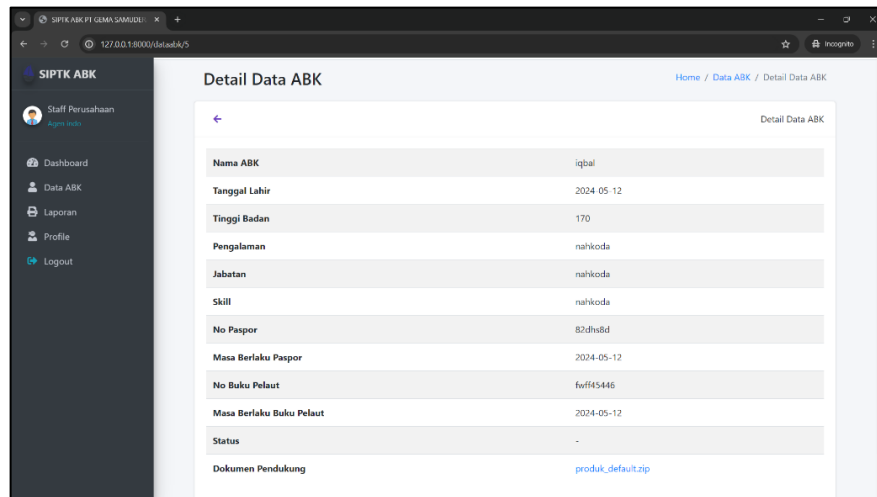 SIPTK ABK PT GEMA SAMUDER
127.0.0.1:8000/dataabk/5
Incognito
SIPTK ABK
Detail Data ABK
Home / Data ABK / Detail Data ABK
Staff Perusahaan
Agen Indo
Detail Data ABK
Dashboard
Data ABK
Laporan
Profile
Logout
Nama ABK iqbal
Tanggal Lahir 2024-05-12
Tinggi Badan 170
Pengalaman nahkoda
Jabatan nahkoda
Skill nahkoda
No Paspor 82dhs8d
Masa Berlaku Paspor 2024-05-12
No Buku Pelaut fwff45446
Masa Berlaku Buku Pelaut 2024-05-12
Status -
Dokumen Pendukung produk_default.zip